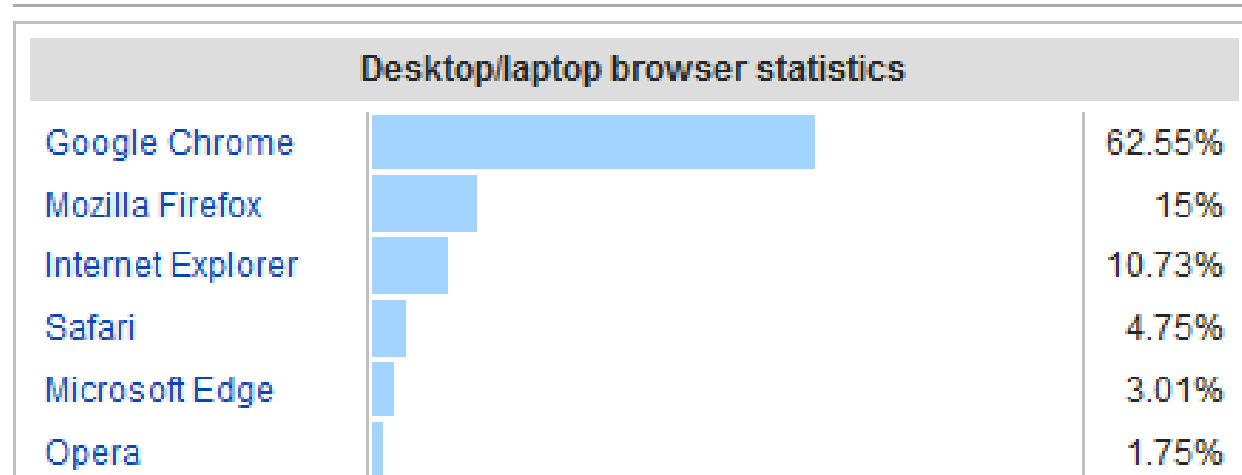 Desktop/laptop browser statistics
Google Chrome 62.55%
Mozilla Firefox 15%
Internet Explorer 10.73%
Safari 4.75%
Microsoft Edge 3.01%
Opera 1.75%